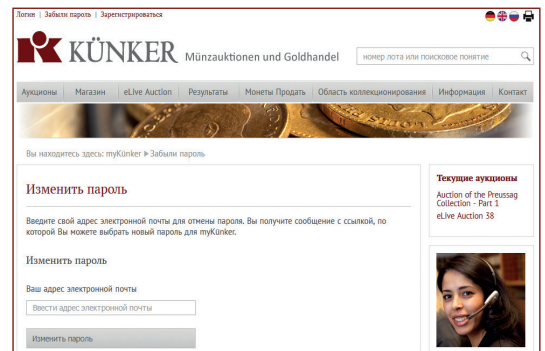 Логин | Забыли пароль | Зарегистрироваться
KÜNKER Münzauktionen und Goldhandel
номер лота или поисковое понятие
Аукционы Магазин eLive Auction Результаты Монеты Продать Область коллекционирования Информация Контакт
Вы находитесь здесь: myKünker ▶ Забыли пароль
Изменить пароль
Введите свой адрес электронной почты для отмены пароля. Вы получите сообщение с ссылкой, по
которой Вы можете выбрать новый пароль для myKünker.
Изменить пароль
Ваш адрес электронной почты
Ввести адрес электронной почты
Изменить пароль
Текущие аукционы
Auction of the Preussag
Collection - Part 1
eLive Auction 38